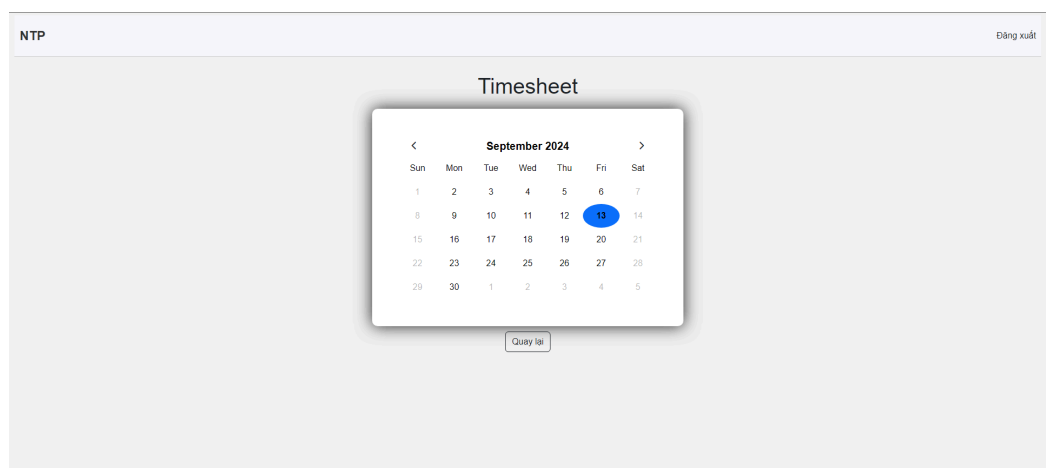 NTP Đăng xuất
Timesheet
September 2024
Sun Mon Tue Wed Thu Fri Sat
1 2 3 4 5 6 7
8 9 10 11 12 13 14
15 16 17 18 19 20 21
22 23 24 25 26 27 28
29 30 1 2 3 4 5
Quay lại